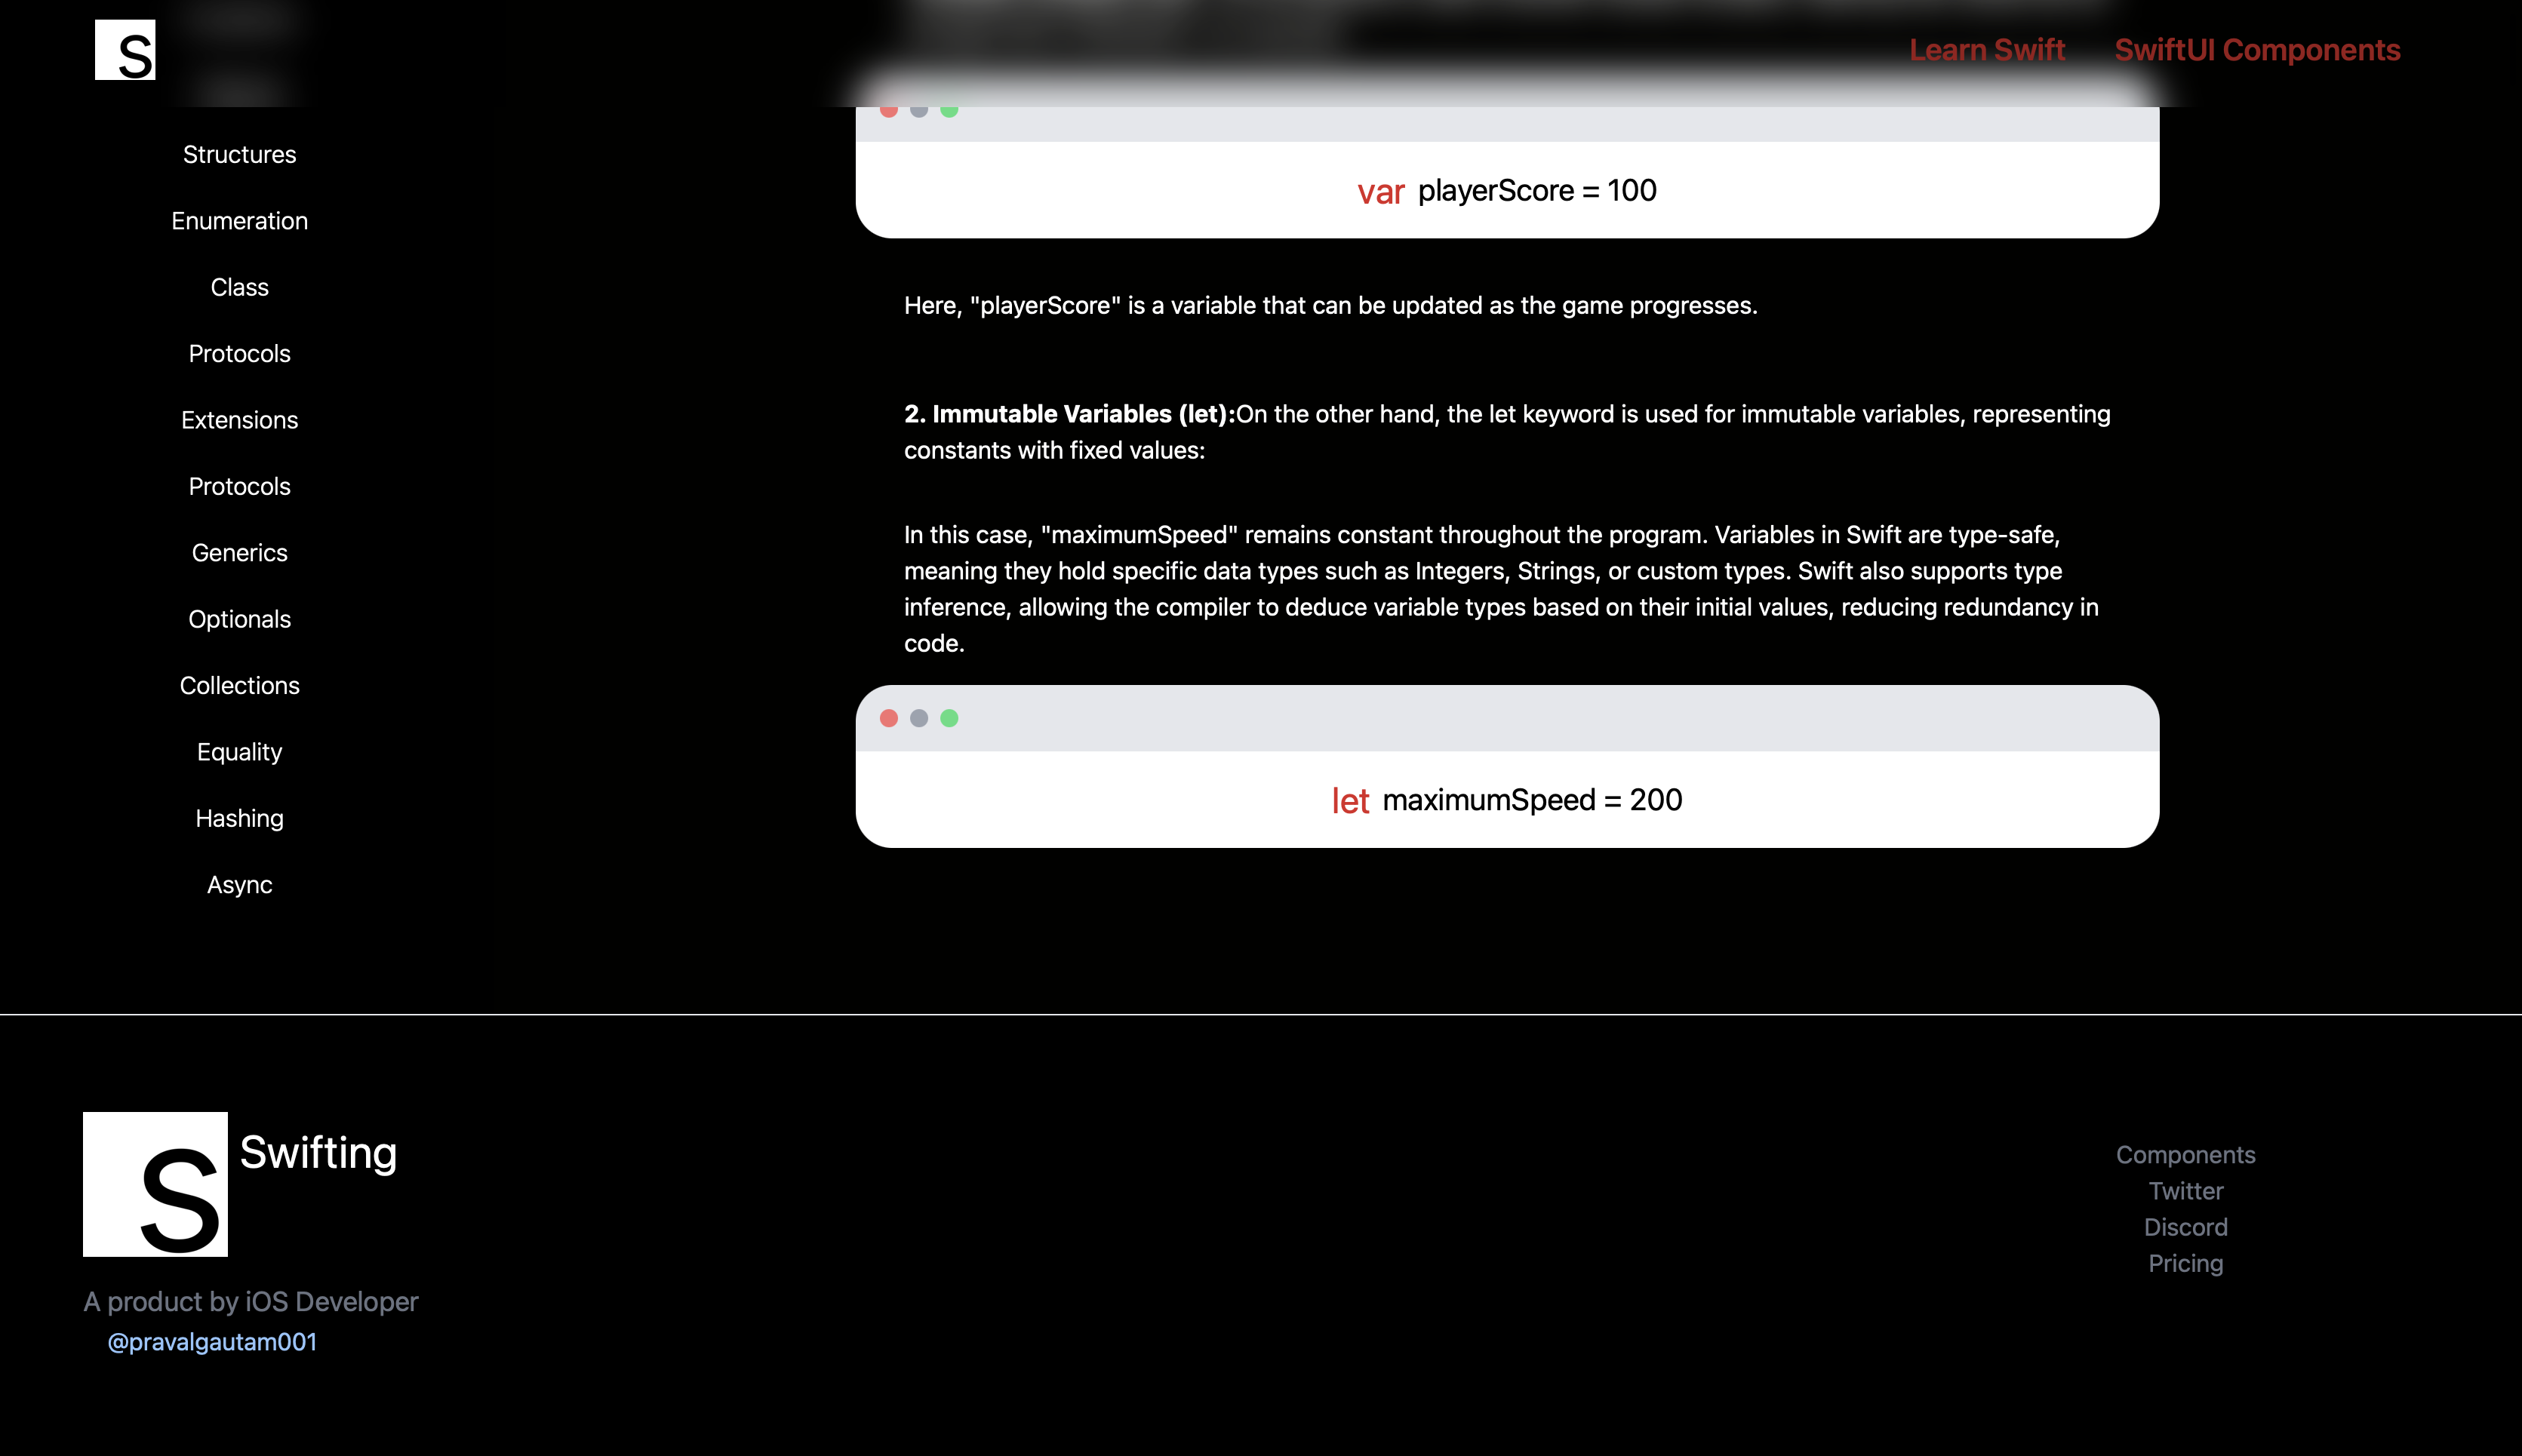 S
Learn Swift
SwiftUI Components
Structures
Enumeration
Class
Protocols
Extensions
Protocols
Generics
Optionals
Collections
Equality
Hashing
Async
var playerScore = 100
Here, "playerScore" is a variable that can be updated as the game progresses.
2. Immutable Variables (let):On the other hand, the let keyword is used for immutable variables, representing
constants with fixed values:
In this case, "maximumSpeed" remains constant throughout the program. Variables in Swift are type-safe,
meaning they hold specific data types such as Integers, Strings, or custom types. Swift also supports type
inference, allowing the compiler to deduce variable types based on their initial values, reducing redundancy in
code.
let maximumSpeed = 200
S
Swifting
A product by iOS Developer
@pravalgautam001
Components
Twitter
Discord
Pricing